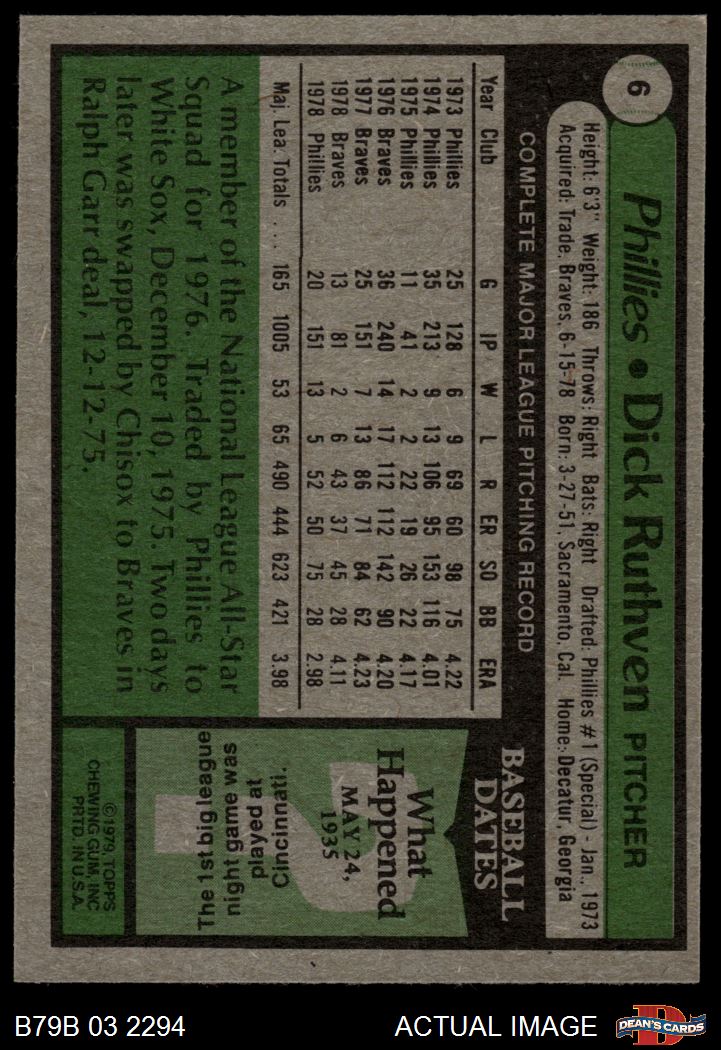 6
Phillies • Dick Ruthven PITCHER
Height: 6'3" Weight: 186 Throws: Right Bats: Right Drafted: Phillies #1 (Special) - Jan., 1973
Acquired: Trade, Braves, 6-15-78 Born: 3-27-51, Sacramento, Cal. Home: Decatur, Georgia
COMPLETE MAJOR LEAGUE PITCHING RECORD
Year Club G IP W L R ER SO BB ERA
1973 Phillies 25 128 6 9 69 60 98 75 4.22
1974 Phillies 35 213 9 13 106 95 153 116 4.01
1975 Phillies 11 41 2 2 22 19 26 22 4.17
1976 Braves 36 240 14 17 112 112 142 90 4.20
1977 Braves 25 151 7 13 86 71 84 62 4.23
1978 Braves 13 81 2 6 43 37 45 28 4.11
1978 Phillies 20 151 13 5 52 50 75 28 2.98
Maj. Lea. Totals .... 165 1005 53 65 490 444 623 421 3.98
A member of the National League All-Star
Squad for 1976. Traded by Phillies to
White Sox, December 10, 1975. Two days
later was swapped by Chisox to Braves in
Ralph Garr deal, 12-12-75.
BASEBALL
DATES
What
Happened
MAY 24,
1935
?
The 1st big league
night game was
played at
Cincinnati.
©1979, TOPPS
CHEWING GUM, INC
PRTD. IN U.S.A.
B79B 03 2294
ACTUAL IMAGE
D
DEAN'S CARDS